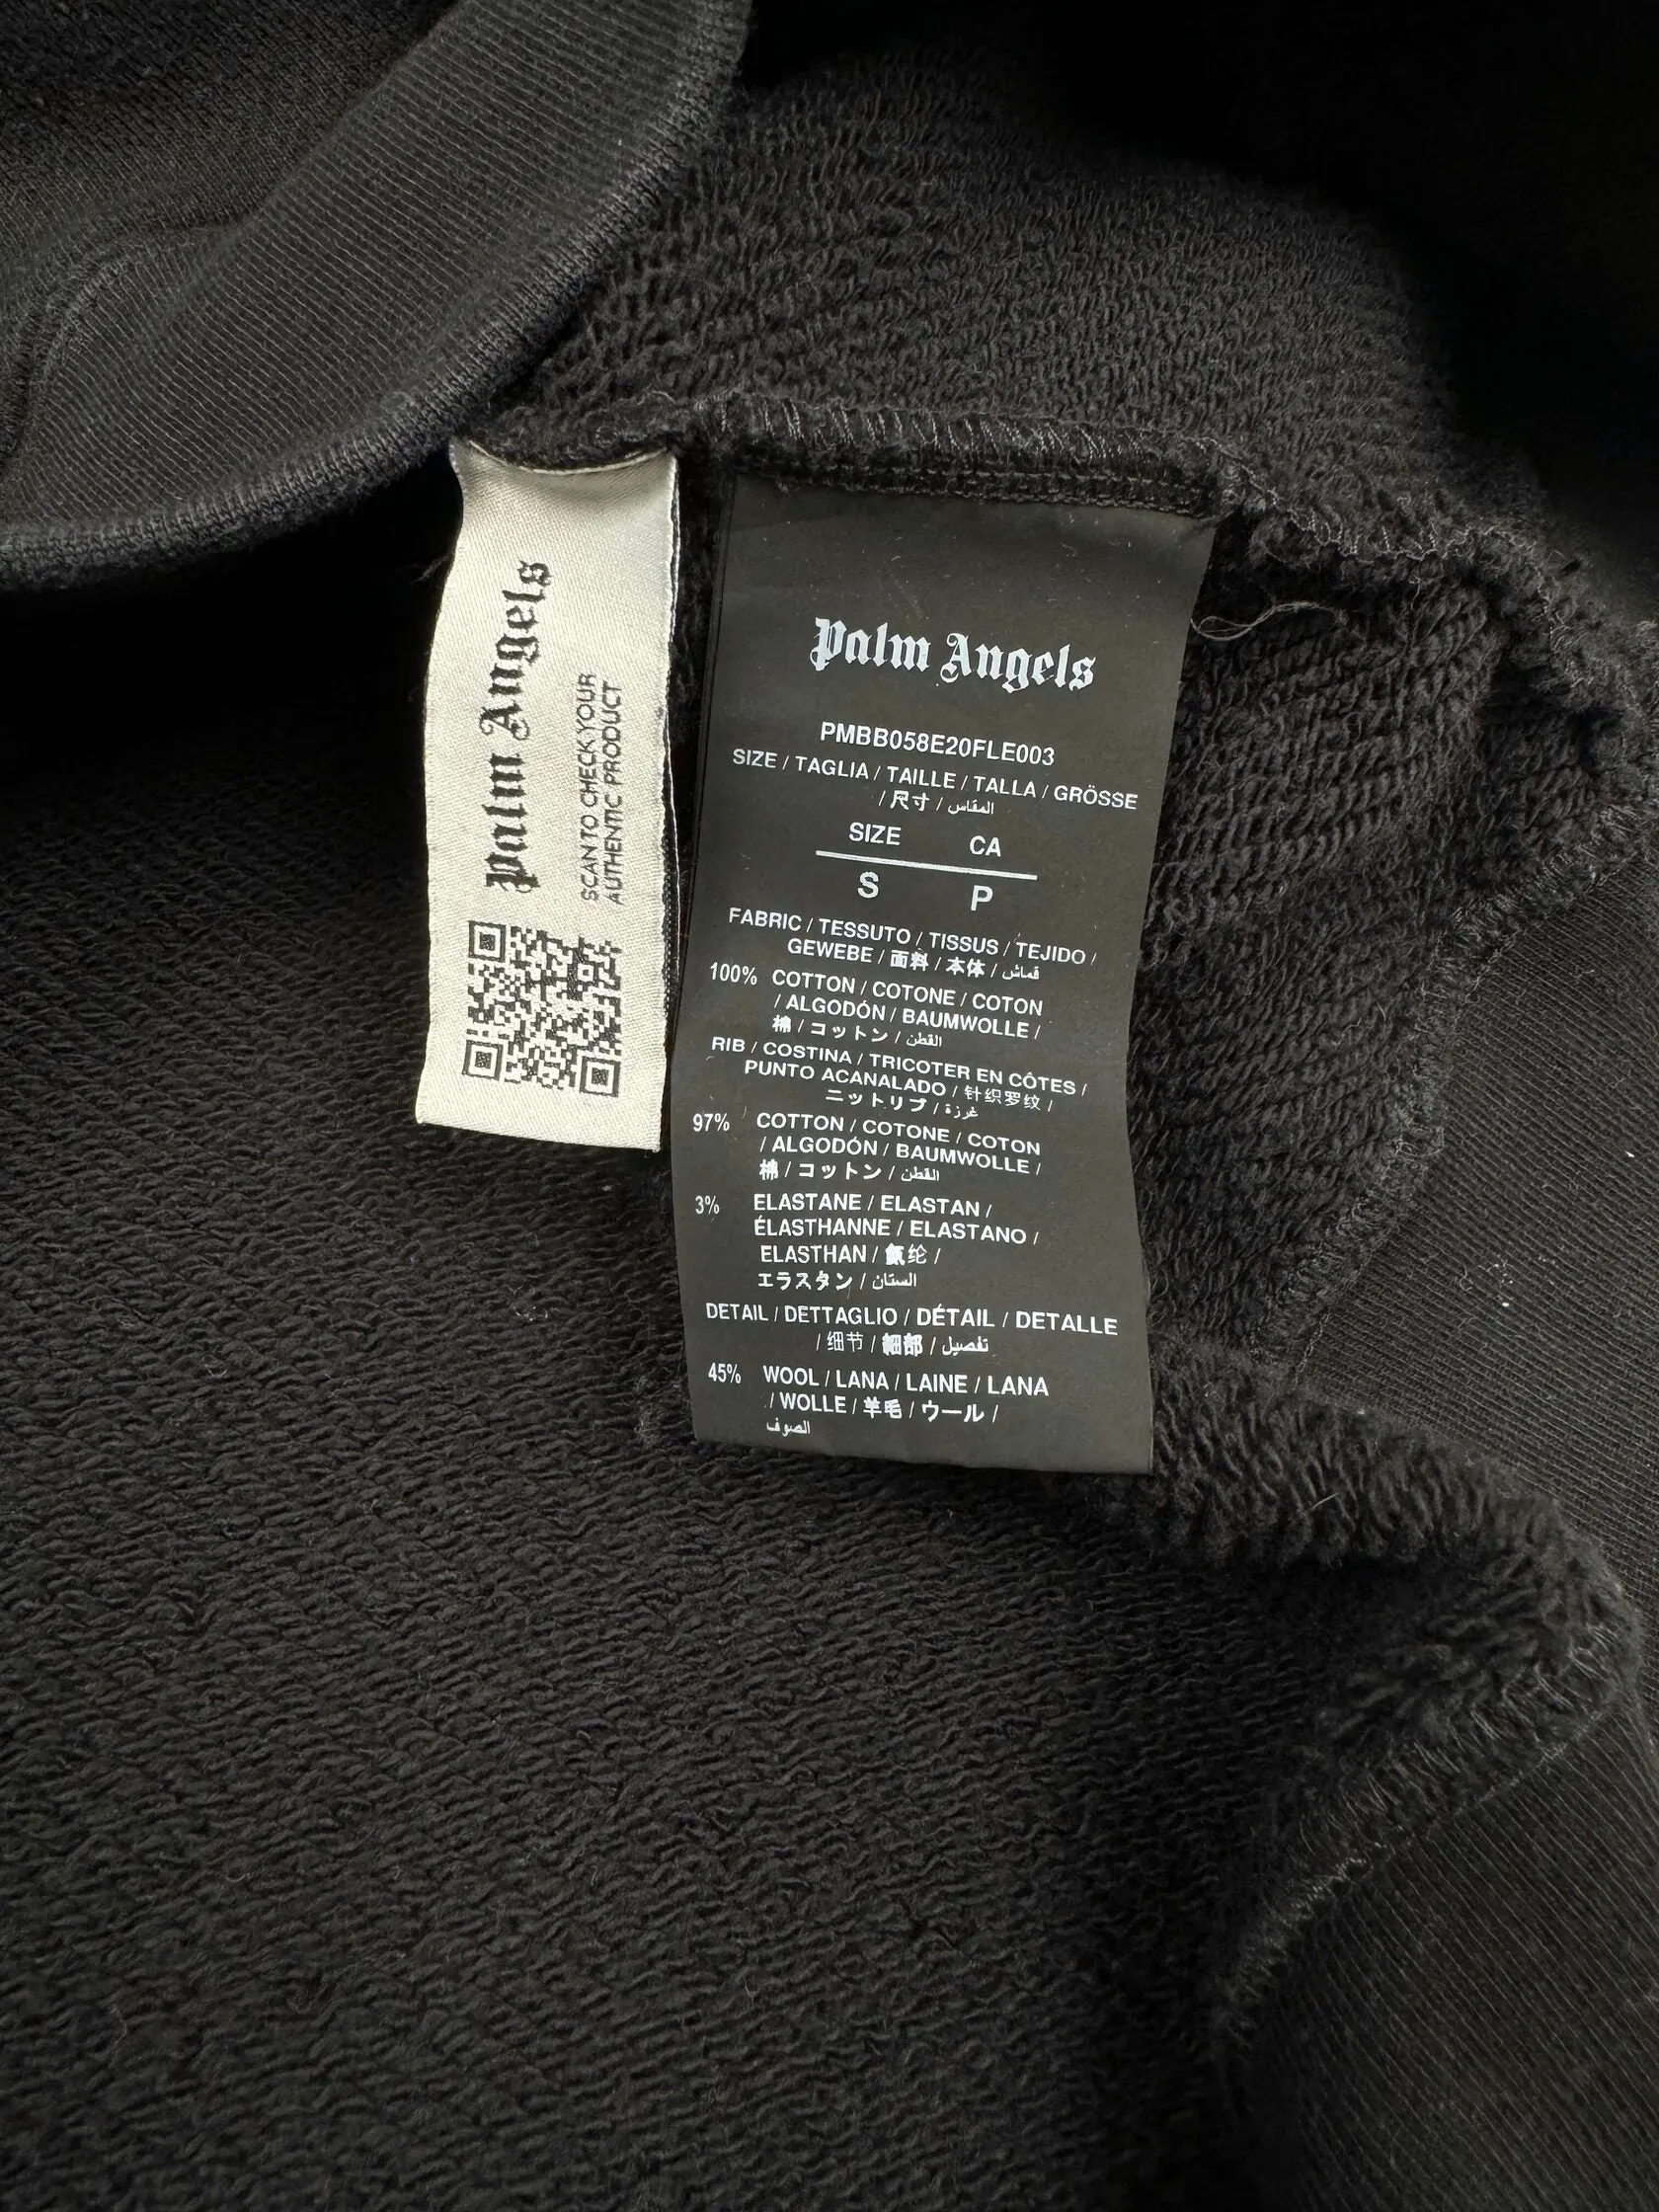 Palm Angels
SCAN TO CHECK YOUR
AUTHENTIC PRODUCT
Palm Angels
PMBB058E20FLE003
SIZE / TAGLIA / TAILLE / TALLA / GRÖSSE
/ 尺寸 / المقاس
SIZE CA
S P
FABRIC / TESSUTO / TISSUS / TEJIDO /
GEWEBE / 面料 / 本体 / قماش
100% COTTON / COTONE / COTON
/ ALGODÓN / BAUMWOLLE /
棉 / コットン / القطن
RIB / COSTINA / TRICOTER EN CÔTES /
PUNTO ACANALADO / 针织罗纹 /
ニットリブ / غرزة
97% COTTON / COTONE / COTON
/ ALGODÓN / BAUMWOLLE /
棉 / コットン / القطن
3% ELASTANE / ELASTAN /
ÉLASTHANNE / ELASTANO /
ELASTHAN / 氨纶 /
エラスタン / الستان
DETAIL / DETTAGLIO / DÉTAIL / DETALLE
/ 细节 / 細部 / تفصيل
45% WOOL / LANA / LAINE / LANA
/ WOLLE / 羊毛 / ウール /
الصوف